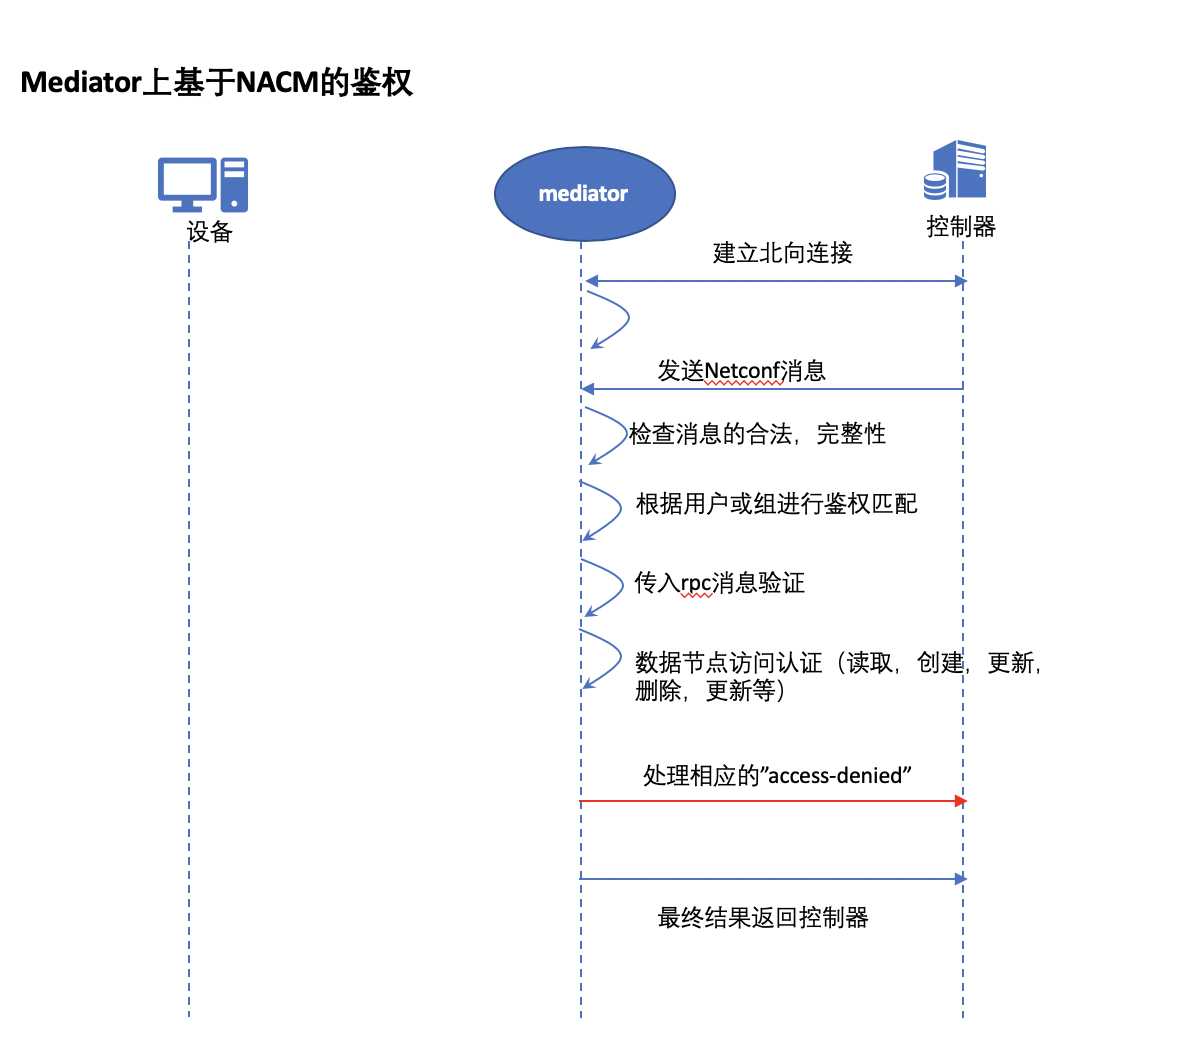 Mediator上基于NACM的鉴权
mediator
设备
控制器
建立北向连接
发送Netconf消息
检查消息的合法，完整性
根据用户或组进行鉴权匹配
传入rpc消息验证
数据节点访问认证（读取，创建，更新，
删除，更新等）
处理相应的”access-denied”
最终结果返回控制器